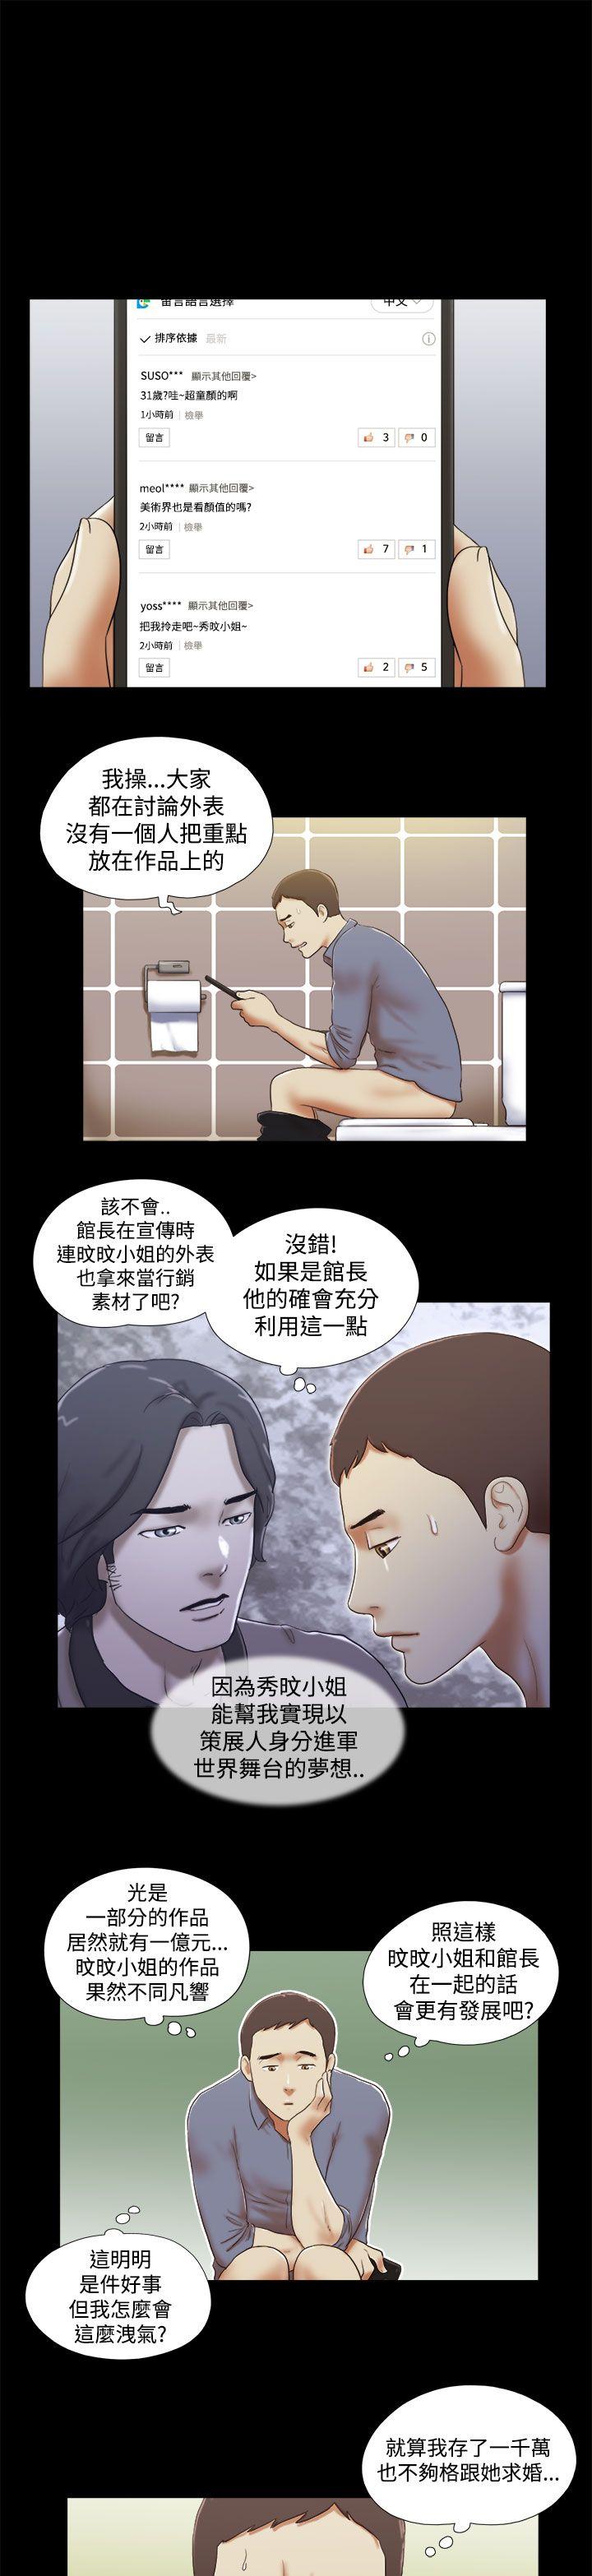 留言語言選擇
中文
排序依據 最新
SUSO*** 顯示其他回覆>
31歲?哇~超童顏的啊
1小時前 | 檢舉
留言 3 0
meol**** 顯示其他回覆>
美術界也是看顏值的嗎?
2小時前 | 檢舉
留言 7 1
yoss**** 顯示其他回覆>
把我拎走吧~秀旼小姐~
2小時前 | 檢舉
留言 2 5
我操...大家
都在討論外表
沒有一個人把重點
放在作品上的
該不會..
館長在宣傳時
連旼旼小姐的外表
也拿來當行銷
素材了吧?
沒錯!
如果是館長
他的確會充分
利用這一點
因為秀旼小姐
能幫我實現以
策展人身分進軍
世界舞台的夢想..
光是
一部分的作品
居然就有一億元...
旼旼小姐的作品
果然不同凡響
照這樣
旼旼小姐和館長
在一起的話
會更有發展吧?
這明明
是件好事
但我怎麼會
這麼洩氣?
就算我存了一千萬
也不夠格跟她求婚...